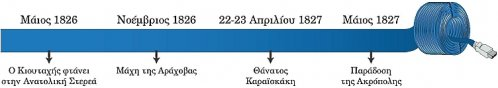 Μάιος 1826
Νοέμβριος 1826
22-23 Απριλίου 1827
Μάιος 1827
Ο Κιουταχής φτάνει
στην Ανατολική Στερεά
Μάχη της Αράχοβας
Θάνατος
Καραϊσκάκη
Παράδοση
της Ακρόπολης